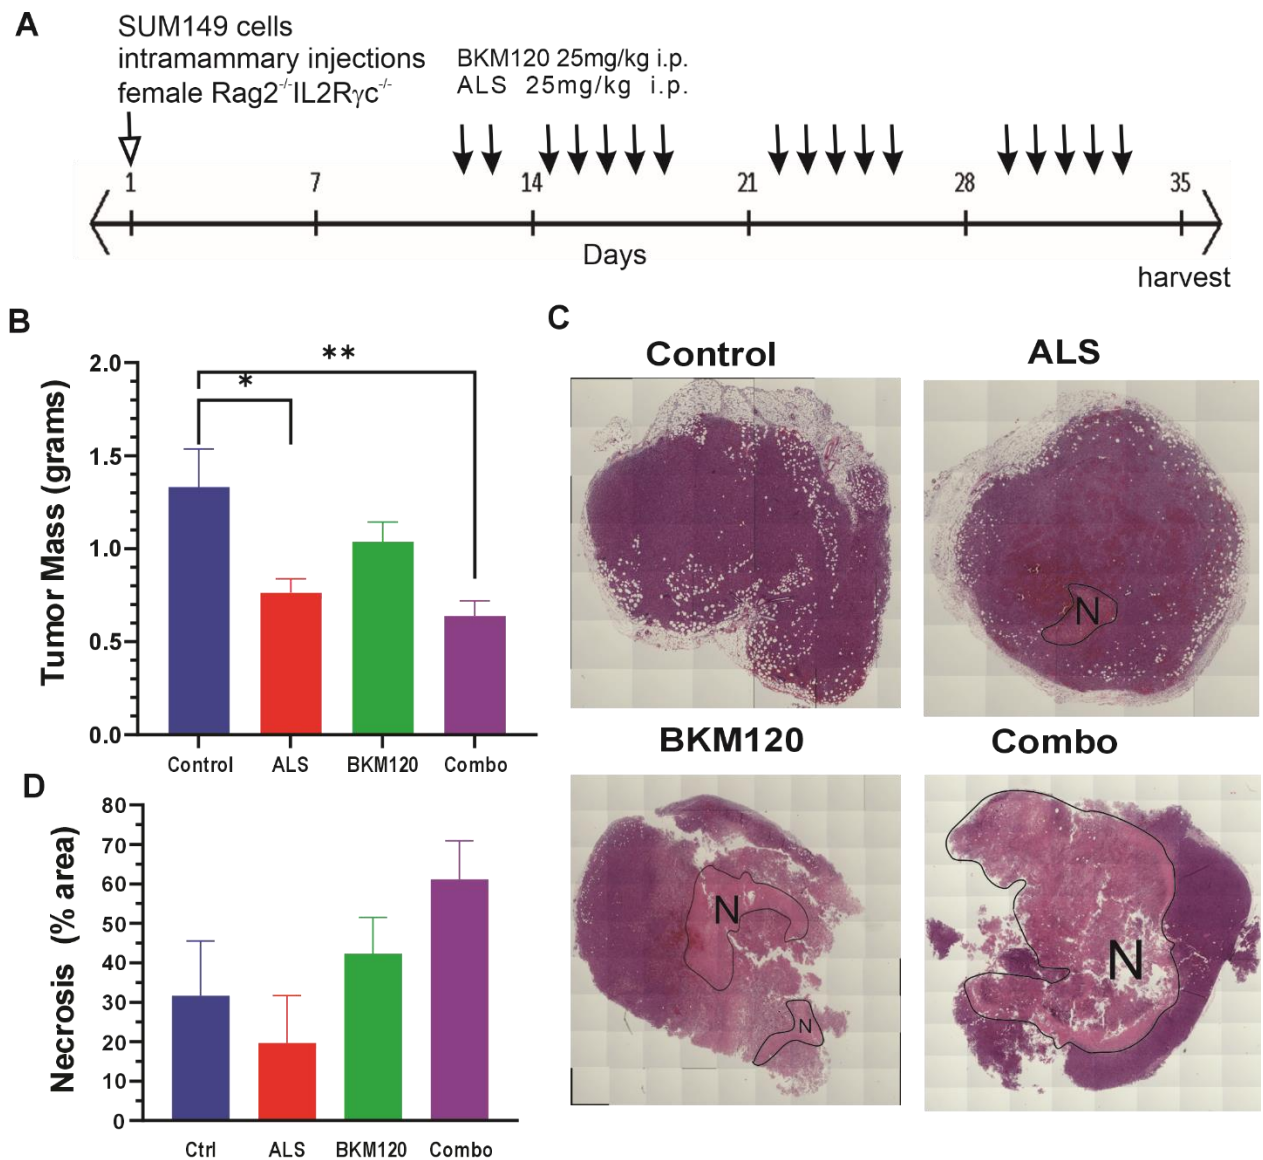 A
SUM149 cells
intramammary injections
female Rag2-/-IL2Rγc-/-
BKM120 25mg/kg i.p.
ALS 25mg/kg i.p.
1 7 14 21 28 35
Days
harvest
B
**
*
Tumor Mass (grams)
2.0
1.5
1.0
0.5
0.0
Control ALS BKM120 Combo
C
Control
ALS
N
BKM120
Combo
N
N
N
D
Necrosis (% area)
80
70
60
50
40
30
20
10
0
Ctrl ALS BKM120 Combo